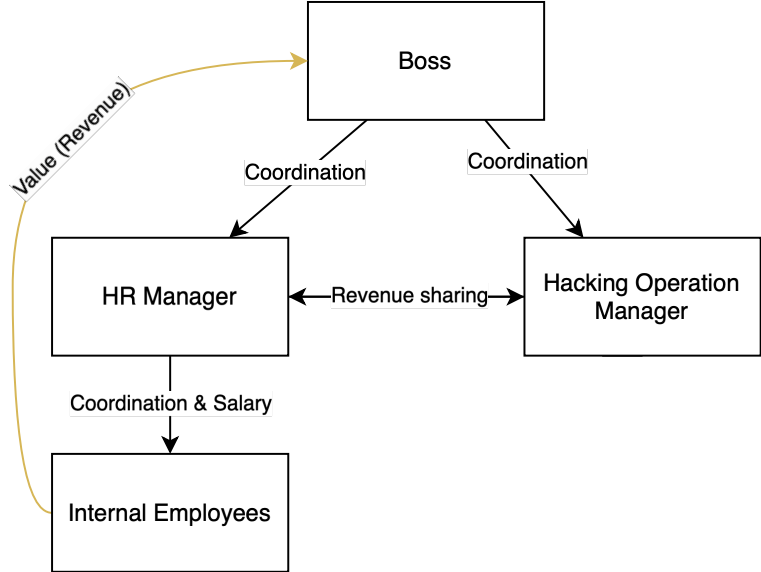 Boss
Value (Revenue)
Coordination
Coordination
HR Manager
Revenue sharing
Hacking Operation
Manager
Coordination & Salary
Internal Employees